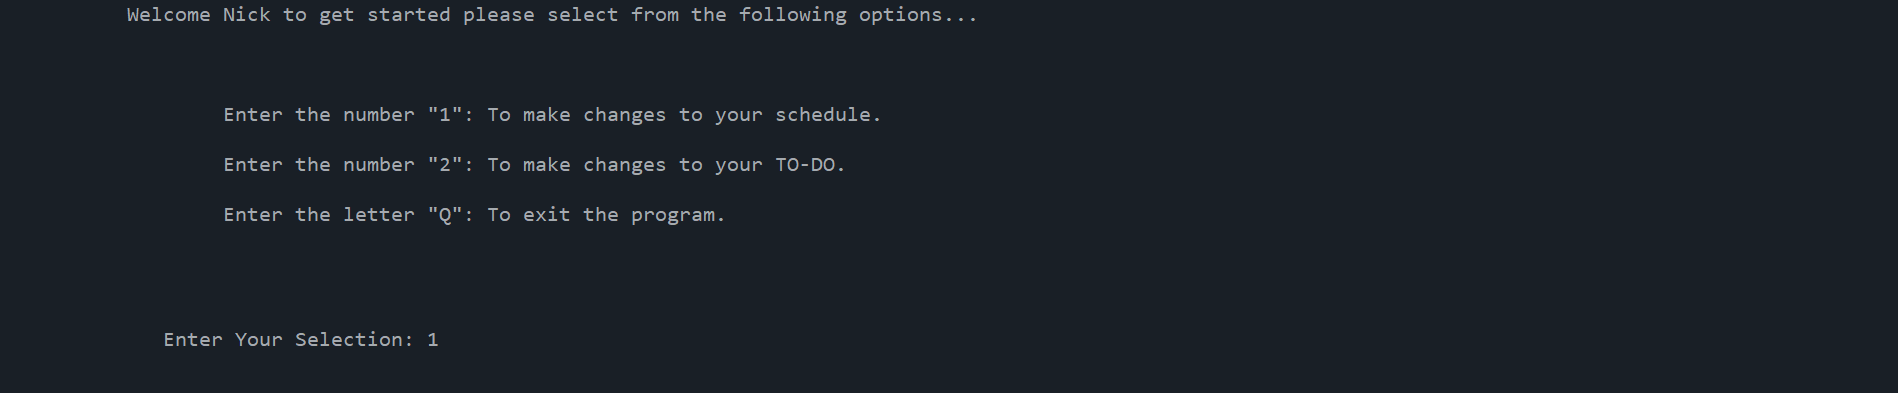 Welcome Nick to get started please select from the following options...
Enter the number "1": To make changes to your schedule.
Enter the number "2": To make changes to your TO-DO.
Enter the letter "Q": To exit the program.
Enter Your Selection: 1